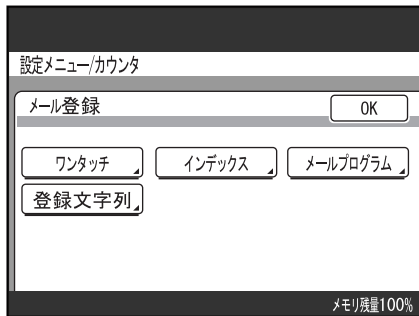 設定メニュー/カウンタ
メール登録 OK
ワンタッチ インデックス メールプログラム
登録文字列
メモリ残量100%